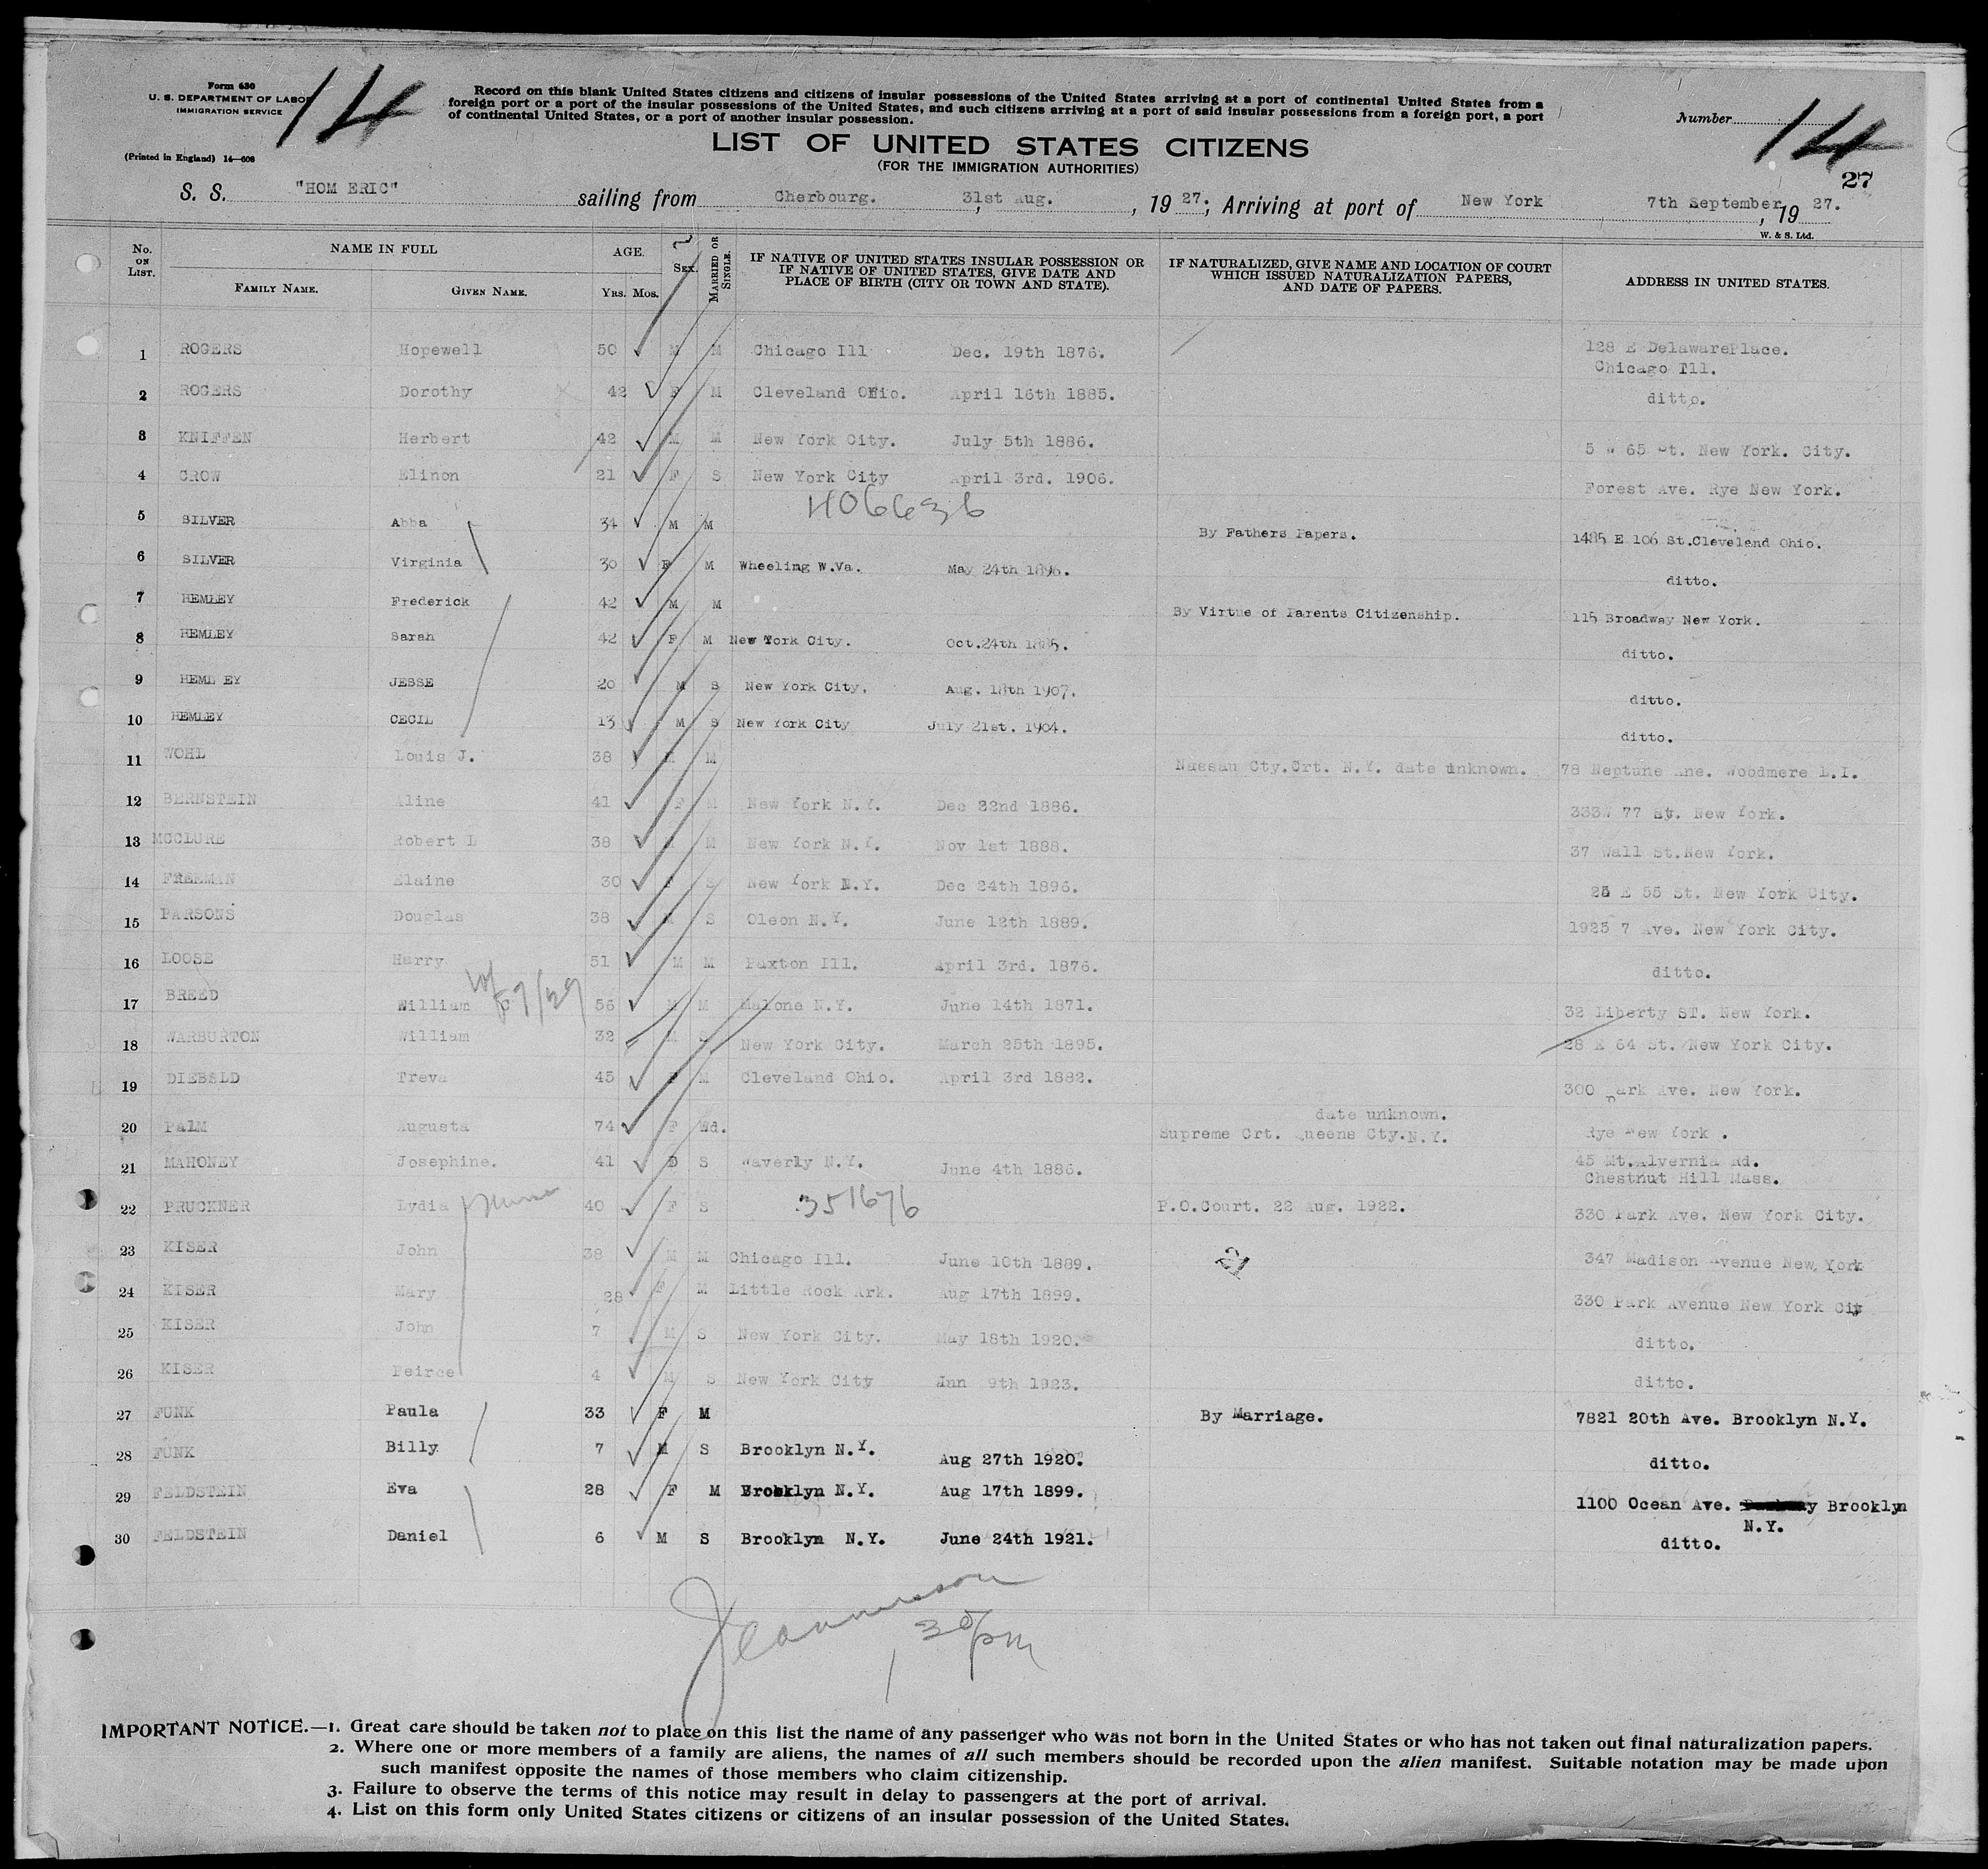 Form 630
U. S. DEPARTMENT OF LABOR
IMMIGRATION SERVICE
(Printed in England) 14—608
14
Record on this blank United States citizens and citizens of insular possessions of the United States arriving at a port of continental United States from a
foreign port or a port of the insular possessions of the United States, and such citizens arriving at a port of said insular possessions from a foreign port, a port
of continental United States, or a port of another insular possession.
Number 14
LIST OF UNITED STATES CITIZENS
(FOR THE IMMIGRATION AUTHORITIES)
27
S. S. "HOM ERIC" sailing from Cherbourg. 31st Aug., 19 27; Arriving at port of New York 7th September, 19 27.
W. & S. Ltd.
No. ON LIST. NAME IN FULL AGE. SEX. MARRIED OR SINGLE. IF NATIVE OF UNITED STATES INSULAR POSSESSION OR IF NATIVE OF UNITED STATES, GIVE DATE AND PLACE OF BIRTH (CITY OR TOWN AND STATE). IF NATURALIZED, GIVE NAME AND LOCATION OF COURT WHICH ISSUED NATURALIZATION PAPERS, AND DATE OF PAPERS. ADDRESS IN UNITED STATES.
FAMILY NAME. GIVEN NAME. Yrs. Mos.
1 ROGERS Hopewell 50 M M Chicago Ill Dec. 19th 1876. 128 E DelawarePlace.
Chicago Ill.
2 ROGERS Dorothy 42 F M Cleveland Ohio. April 16th 1885. ditto.
3 KNIFFEN Herbert 42 M M New York City. July 5th 1886. 5 W 65 St. New York. City.
4 CROW Elinon 21 F S New York City April 3rd. 1906. Forest Ave. Rye New York.
406636
5 SILVER Abba 34 M M By Fathers Papers. 1485 E 106 St.Cleveland Ohio.
6 SILVER Virginia 30 F M Wheeling W.Va. May 24th 1896. ditto.
7 HEMLEY Frederick 42 M M By Virtue of Parents Citizenship. 115 Broadway New York.
8 HEMLEY Sarah 42 F M New York City. Oct.24th 1885. ditto.
9 HEML EY JESSE 20 M S New York City. Aug. 18th 1907. ditto.
10 HEMLEY CECIL 13 M S New York City July 21st. 1904. ditto.
11 WOHL Louis J. 38 M M Nassau Cty.Crt. N.Y. date unknown. 78 Neptune Ane. Woodmere L.I.
12 BERNSTEIN Aline 41 F M New York N.Y. Dec 22nd 1886. 333W 77 St. New York.
13 MCCLURE Robert L 38 M M New York N.Y. Nov 1st 1888. 37 Wall St.New York.
14 FREEMAN Elaine 30 F S New York N.Y. Dec 24th 1896. 25 E 55 St. New York City.
15 PARSONS Douglas 38 M S Oleon N.Y. June 12th 1889. 1925 7 Ave. New York City.
16 LOOSE Harry 51 M M Paxton Ill. April 3rd. 1876. ditto.
17 BREED William C 56 M M Malone N.Y. June 14th 1871. 32 Liberty ST. New York.
18 WARBURTON William 32 M S New York City. March 25th 1895. 28 E 64 St. New York City.
19 DIEBSLD Treva 45 F M Cleveland Ohio. April 3rd 1882. 300 Park Ave. New York.
date unknown.
20 PALM Augusta 74 F Wd. Supreme Crt. Queens Cty.N.Y. Rye New York .
21 MAHONEY Josephine. 41 S Waverly N.Y. June 4th 1886. 45 Mt.Alvernia Rd.
Chestnut Hill Mass.
22 PRUCKNER Lydia nurse 40 F S 351676 P.O.Court. 22 Aug. 1922. 330 Park Ave. New York City.
23 KISER John 38 M M Chicago Ill. June 10th 1889. 21 347 Madison Avenue New York
24 KISER Mary 28 F M Little Rock Ark. Aug 17th 1899. 330 Park Avenue New York City
25 KISER John 7 M S New York City. May 18th 1920. ditto.
26 KISER Peirce 4 M S New York City Jan 9th 1923. ditto.
27 FUNK Paula 33 F M By Marriage. 7821 20th Ave. Brooklyn N.Y.
28 FUNK Billy 7 M S Brooklyn N.Y. Aug 27th 1920. ditto.
29 FELDSTEIN Eva 28 F M Brooklyn N.Y. Aug 17th 1899. 1100 Ocean Ave. Brooklyn
N.Y.
30 FELDSTEIN Daniel 6 M S Brooklyn N.Y. June 24th 1921. ditto.
1 30 pm
IMPORTANT NOTICE.—1. Great care should be taken not to place on this list the name of any passenger who was not born in the United States or who has not taken out final naturalization papers.
2. Where one or more members of a family are aliens, the names of all such members should be recorded upon the alien manifest. Suitable notation may be made upon
such manifest opposite the names of those members who claim citizenship.
3. Failure to observe the terms of this notice may result in delay to passengers at the port of arrival.
4. List on this form only United States citizens or citizens of an insular possession of the United States.